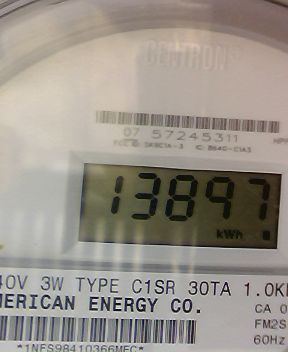 CENTRON®
07 57245311
13897
kWh
40V 3W TYPE C1SR 30TA 1.0K
MERICAN ENERGY CO.
CA 0
FM2S
60Hz
*1NFS98410366MEC*